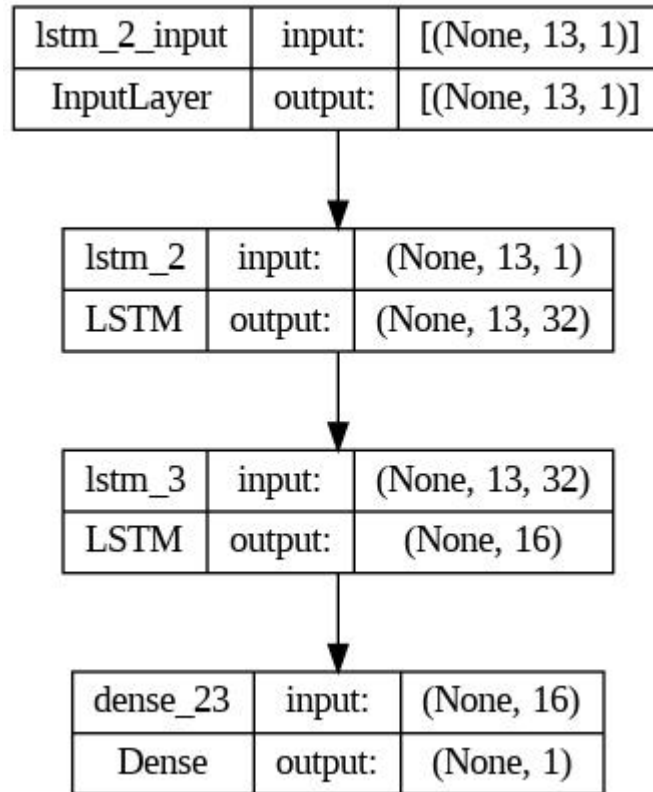 lstm_2_input input: [(None, 13, 1)]
InputLayer output: [(None, 13, 1)]
lstm_2 input: (None, 13, 1)
LSTM output: (None, 13, 32)
lstm_3 input: (None, 13, 32)
LSTM output: (None, 16)
dense_23 input: (None, 16)
Dense output: (None, 1)